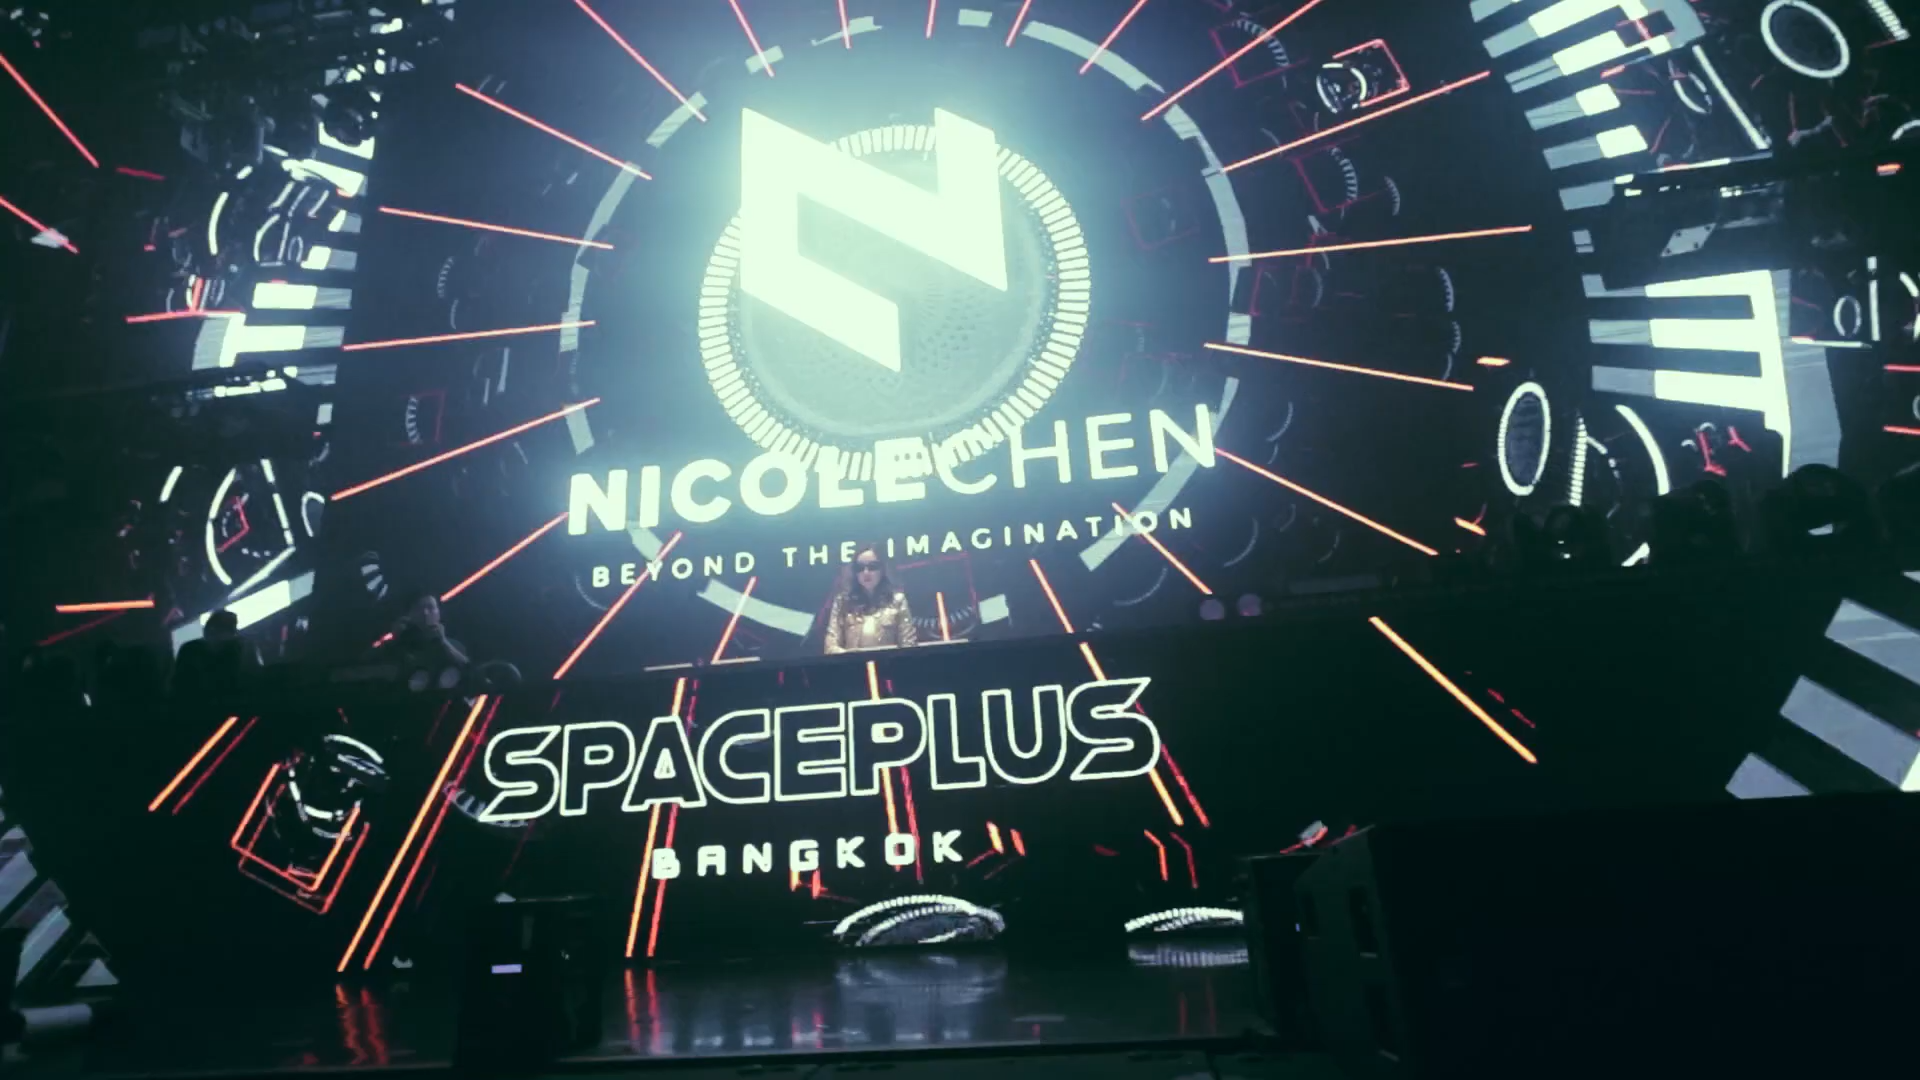 N
NICOLECHEN
BEYOND THE IMAGINATION
SPACEPLUS
BANGKOK